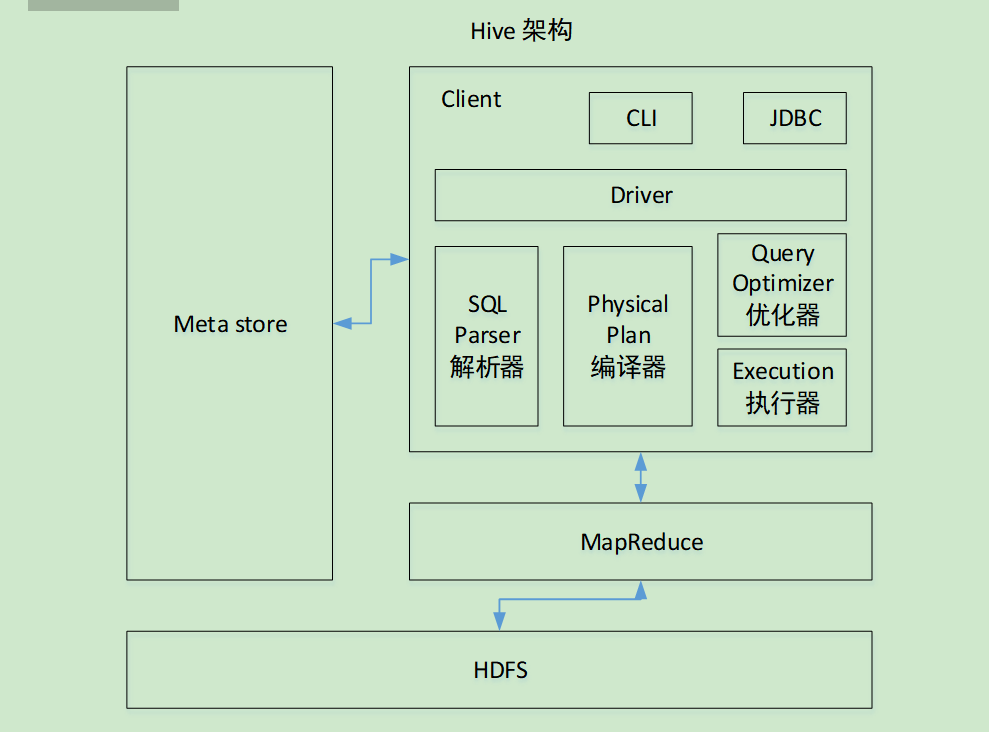 Hive 架构
Client
CLI
JDBC
Driver
Meta store
SQL
Parser
解析器
Physical
Plan
编译器
Query
Optimizer
优化器
Execution
执行器
MapReduce
HDFS